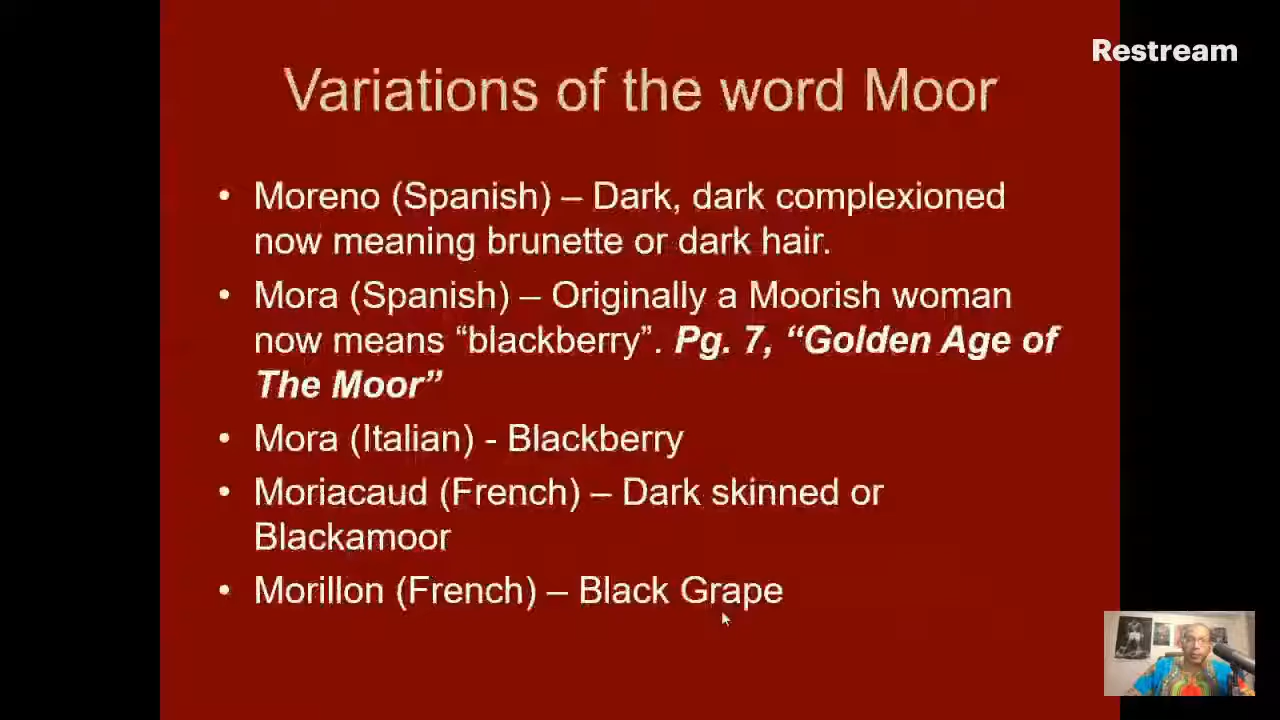 Restream
Variations of the word Moor
• Moreno (Spanish) – Dark, dark complexioned
now meaning brunette or dark hair.
• Mora (Spanish) – Originally a Moorish woman
now means “blackberry”. Pg. 7, “Golden Age of
The Moor”
• Mora (Italian) - Blackberry
• Moriacaud (French) – Dark skinned or
Blackamoor
• Morillon (French) – Black Grape